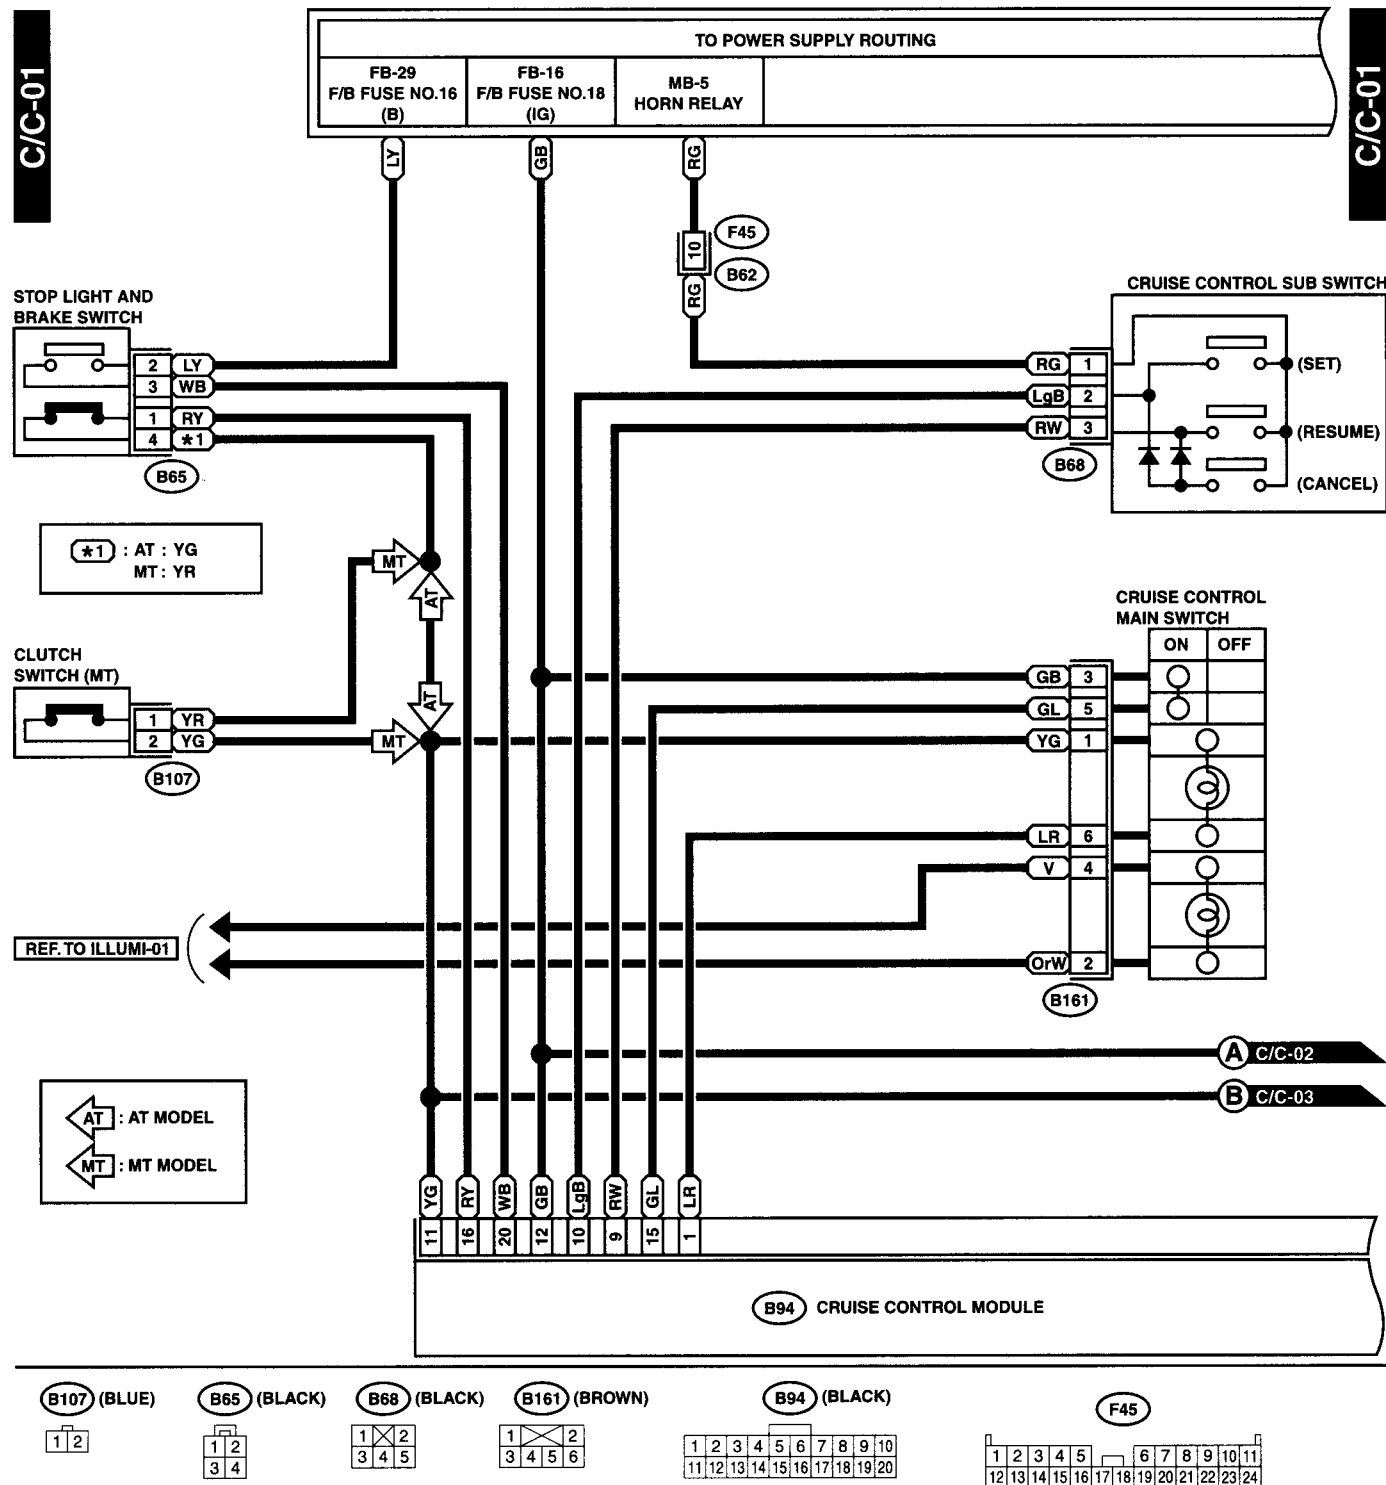 C/C-01
C/C-01
TO POWER SUPPLY ROUTING
FB-29
F/B FUSE NO.16
(B)
FB-16
F/B FUSE NO.18
(IG)
MB-5
HORN RELAY
LY
GB
RG
10
F45
B62
RG
STOP LIGHT AND
BRAKE SWITCH
2 LY
3 WB
1 RY
4 *1
B65
CRUISE CONTROL SUB SWITCH
RG 1
LgB 2
RW 3
B68
(SET)
(RESUME)
(CANCEL)
*1 : AT : YG
MT : YR
MT
AT
AT
MT
CLUTCH
SWITCH (MT)
1 YR
2 YG
B107
CRUISE CONTROL
MAIN SWITCH
ON OFF
GB 3
GL 5
YG 1
LR 6
V 4
OrW 2
B161
REF. TO ILLUMI-01
A C/C-02
B C/C-03
AT : AT MODEL
MT : MT MODEL
YG RY WB GB LgB RW GL LR
11 16 20 12 10 9 15 1
B94 CRUISE CONTROL MODULE
B107 (BLUE)
1 2
B65 (BLACK)
1 2
3 4
B68 (BLACK)
1 2
3 4 5
B161 (BROWN)
1 2
3 4 5 6
B94 (BLACK)
1 2 3 4 5 6 7 8 9 10
11 12 13 14 15 16 17 18 19 20
F45
1 2 3 4 5 6 7 8 9 10 11
12 13 14 15 16 17 18 19 20 21 22 23 24